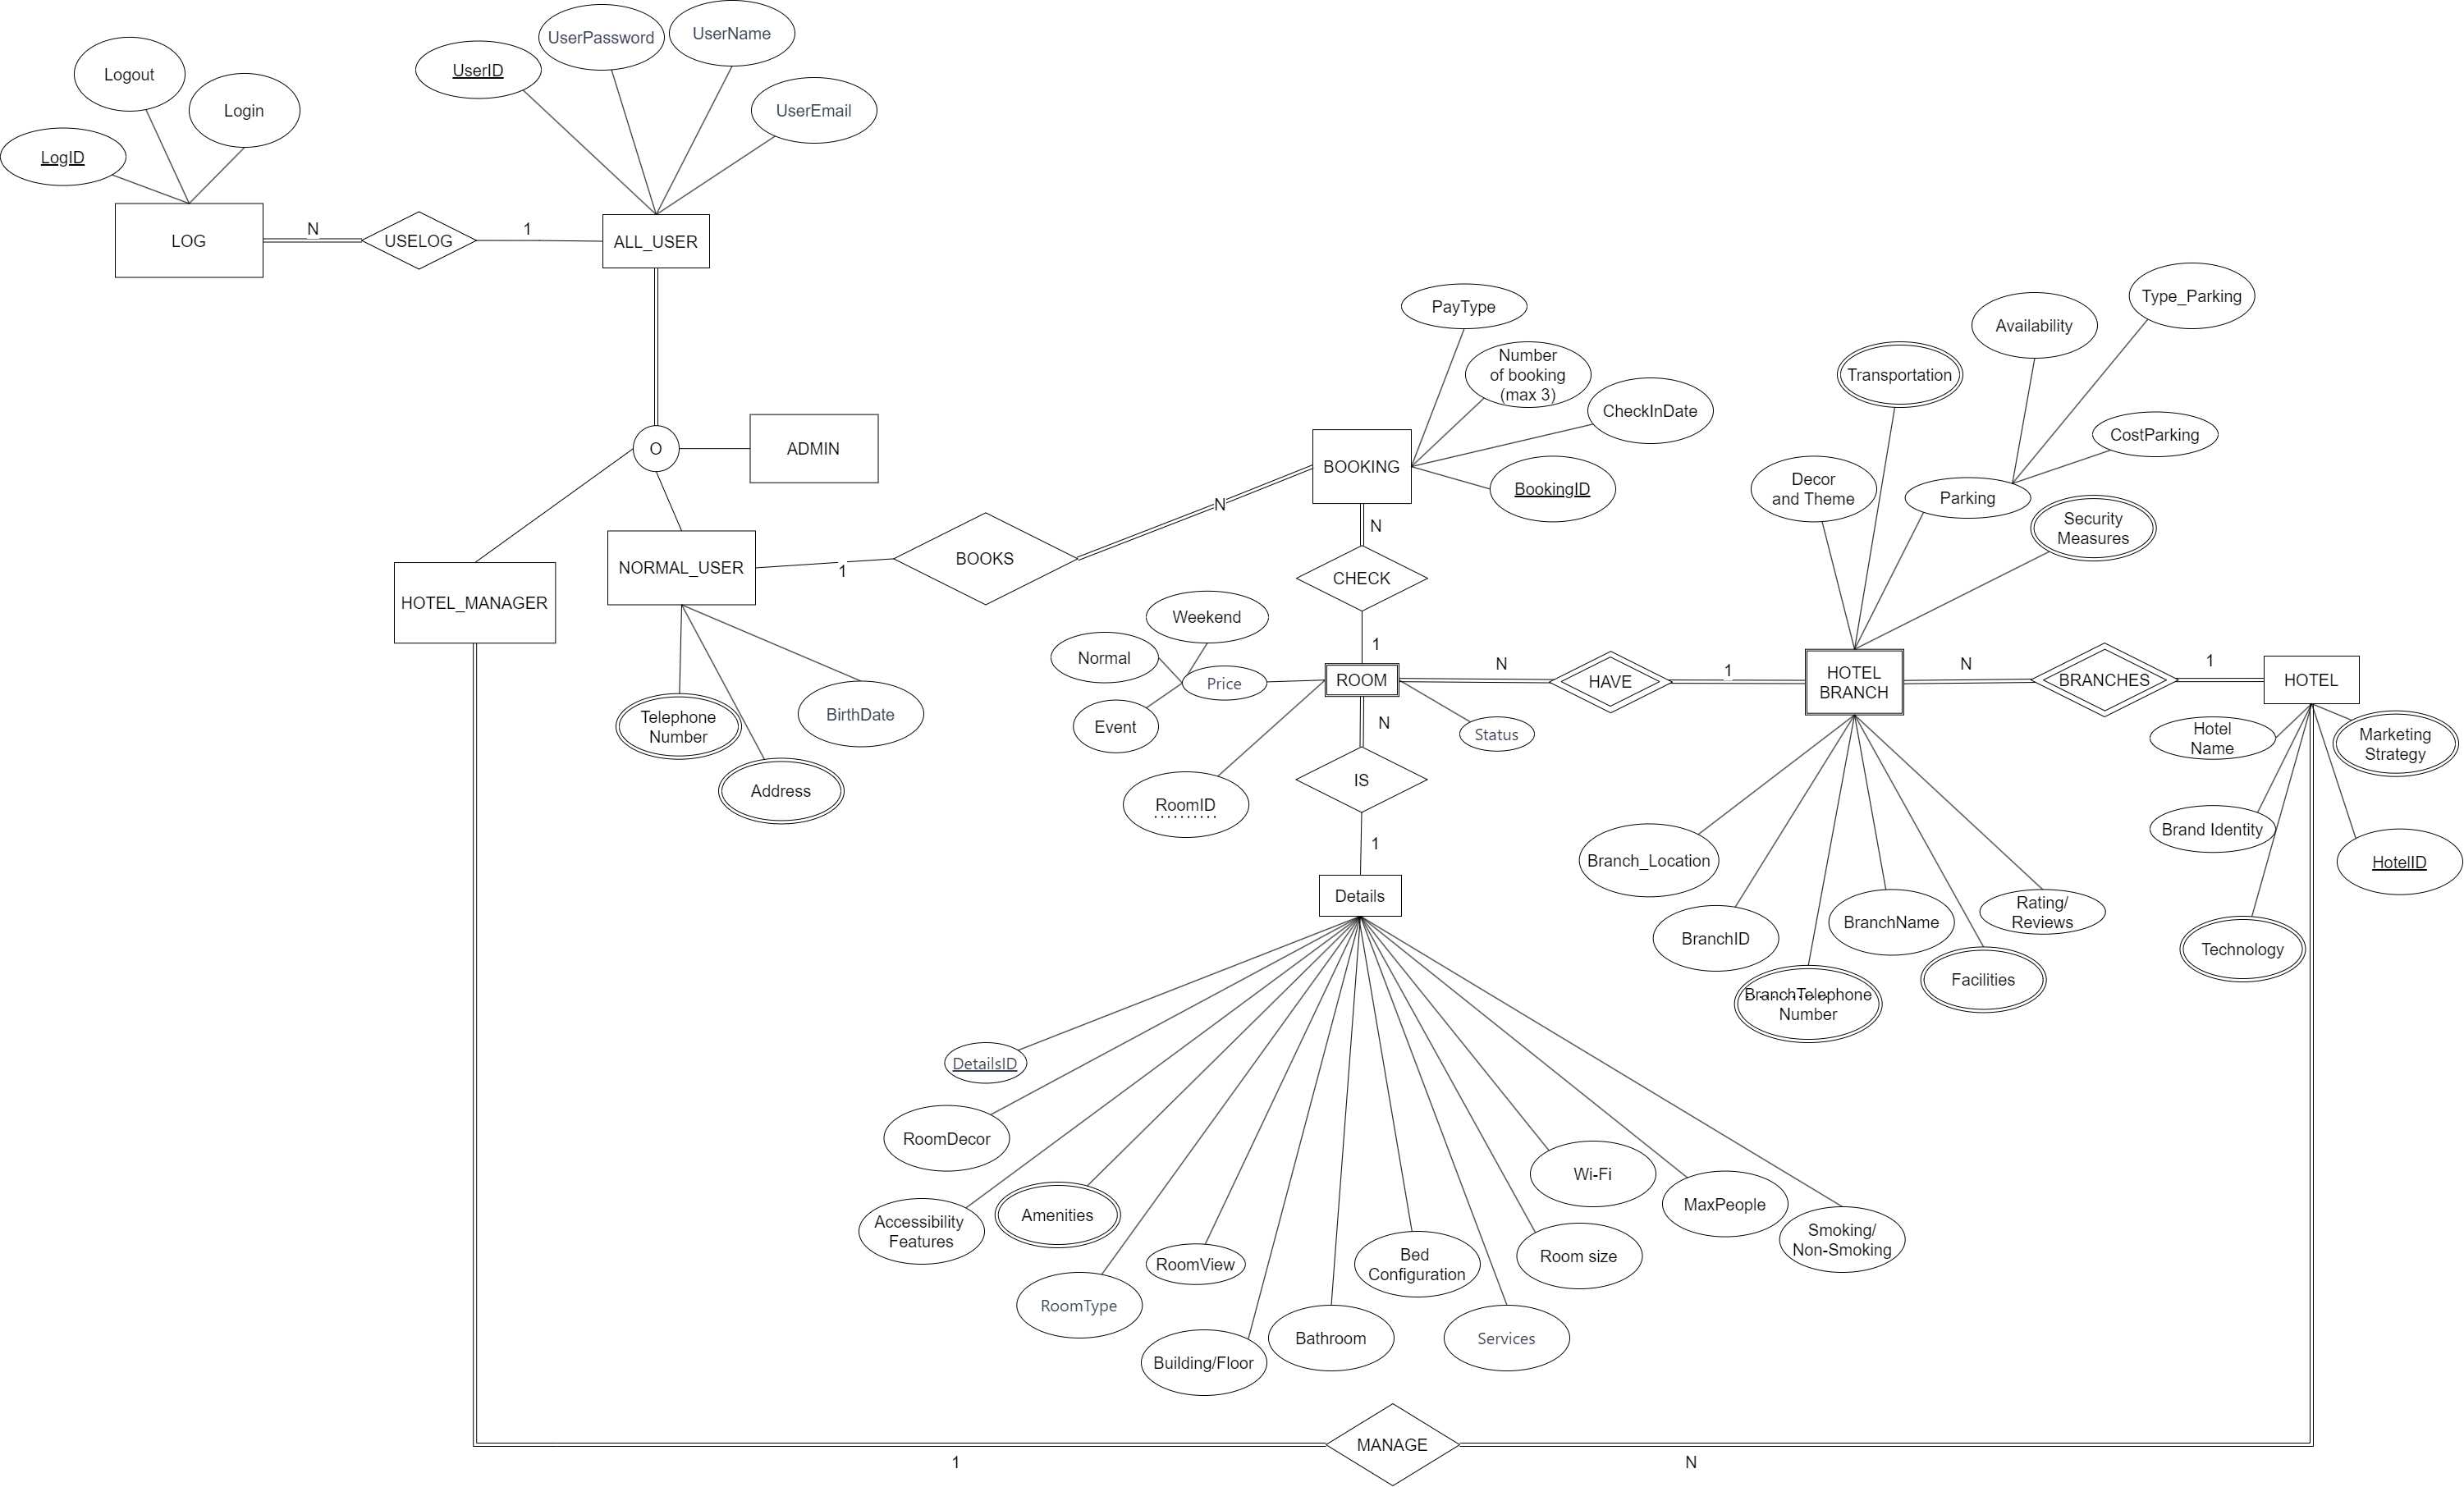 UserName
UserPassword
UserID
Logout
Login
UserEmail
LogID
LOG
N
USELOG
1
ALL_USER
Type_Parking
PayType
Availability
Number
of booking
(max 3)
Transportation
CheckInDate
CostParking
O
ADMIN
BOOKING
BookingID
Decor
and Theme
Parking
N
Security
Measures
N
BOOKS
NORMAL_USER
1
CHECK
HOTEL_MANAGER
Weekend
1
Normal
Price
ROOM
N
HAVE
1
HOTEL
BRANCH
N
BRANCHES
1
HOTEL
Telephone
Number
BirthDate
Event
N
Status
Hotel
Name
Marketing
Strategy
Address
RoomID
IS
1
Branch_Location
Brand Identity
HotelID
Details
BranchID
BranchName
Rating/
Reviews
Technology
BranchTelephone
Number
Facilities
DetailsID
RoomDecor
Wi-Fi
MaxPeople
Accessibility
Features
Amenities
Smoking/
Non-Smoking
RoomView
Bed
Configuration
Room size
RoomType
Building/Floor
Bathroom
Services
MANAGE
1
N